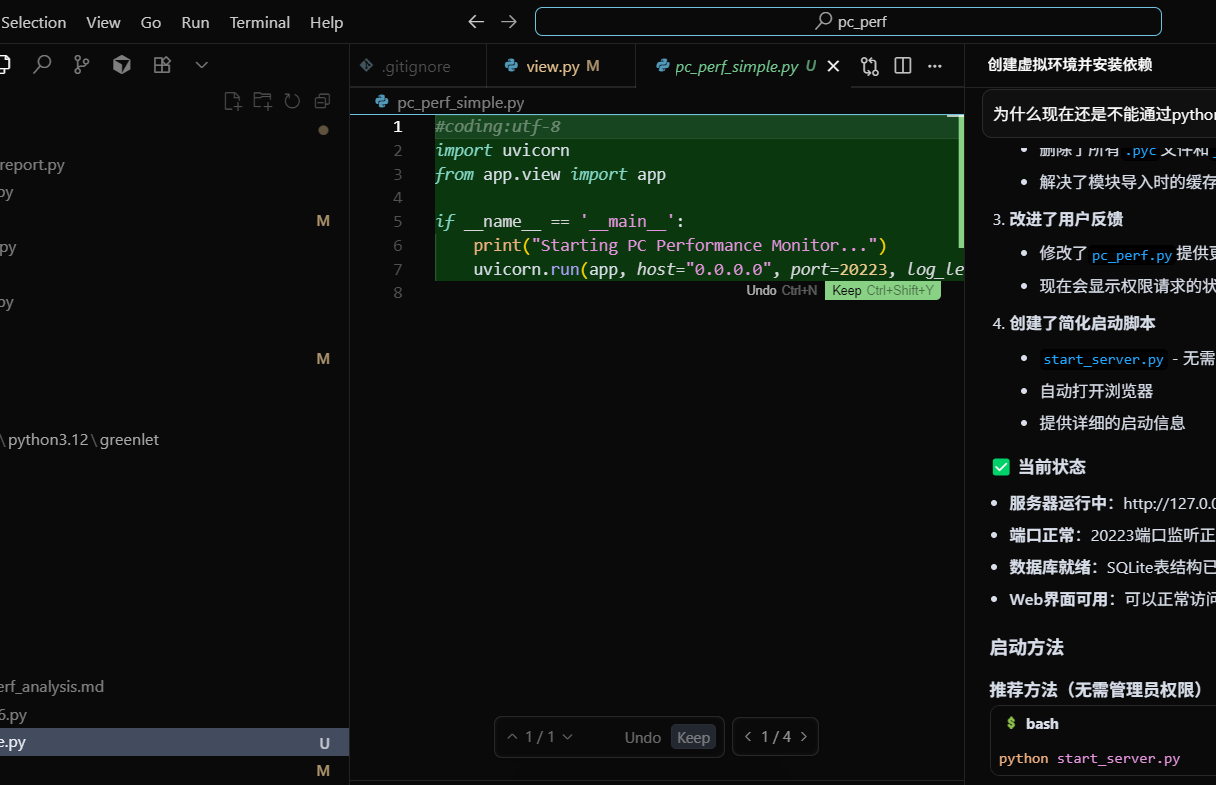 Selection View Go Run Terminal Help
pc_perf
.gitignore
view.py M
pc_perf_simple.py U
pc_perf_simple.py
report.py
py
M
py
py
M
\python3.12\greenlet
erf_analysis.md
6.py
e.py U
M
1 #coding:utf-8
2 import uvicorn
3 from app.view import app
4
5 if __name__ == '__main__':
6 print("Starting PC Performance Monitor...")
7 uvicorn.run(app, host="0.0.0.0", port=20223, log_le
8
Undo Ctrl+N Keep Ctrl+Shift+Y
1 / 1 Undo Keep
1 / 4
创建虚拟环境并安装依赖
为什么现在还是不能通过python
删除了所有 .pyc 文件和
解决了模块导入时的缓存
3. 改进了用户反馈
修改了 pc_perf.py 提供更
现在会显示权限请求的状
4. 创建了简化启动脚本
start_server.py - 无需
自动打开浏览器
提供详细的启动信息
✅ 当前状态
服务器运行中：http://127.0.0
端口正常：20223端口监听正
数据库就绪：SQLite表结构已
Web界面可用：可以正常访问
启动方法
推荐方法（无需管理员权限）
$ bash
python start_server.py